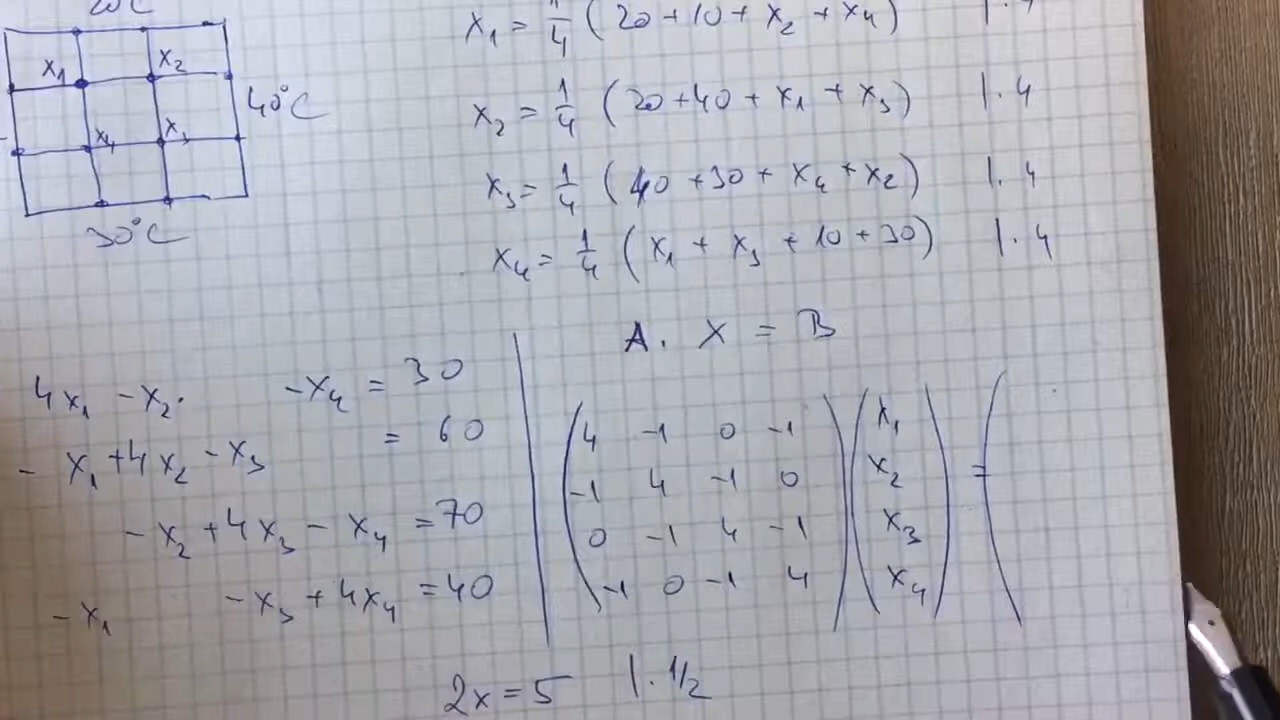 20°C
x₁ x₂
40°C
x₄ x₃
30°C
x₁ = 1/4 (20+10+x₂+x₄) |·4
x₂ = 1/4 (20+40+x₁+x₃) |·4
x₃ = 1/4 (40+30+x₄+x₂) |·4
x₄ = 1/4 (x₁+x₃+10+30) |·4
4x₁ -x₂ -x₄ = 30
-x₁ +4x₂ -x₃ = 60
-x₂ +4x₃ -x₄ = 70
-x₁ -x₃ +4x₄ = 40
A. X = B
(4 -1 0 -1) (x₁) = (
-1 4 -1 0 x₂
0 -1 4 -1 x₃
-1 0 -1 4 x₄
2x = 5 |·1/2